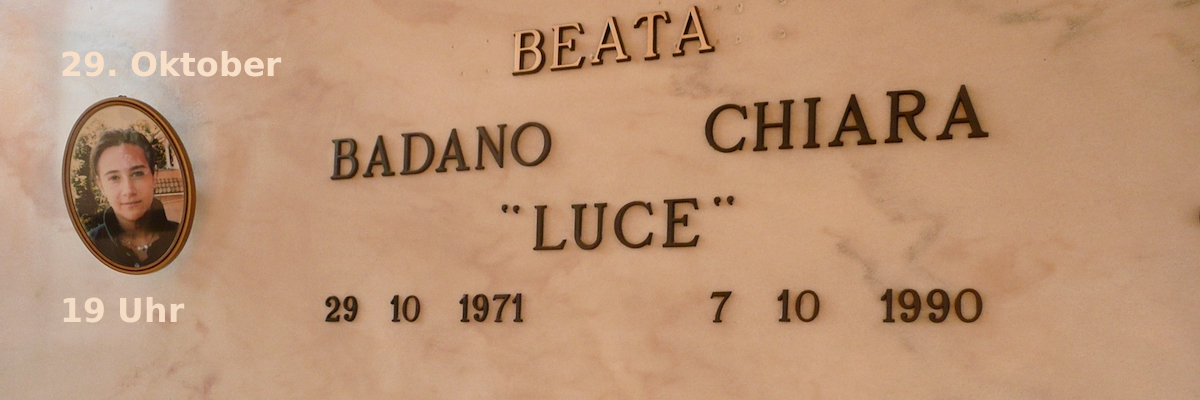 29. Oktober
19 Uhr
BEATA
BADANO CHIARA
"LUCE"
29 10 1971 7 10 1990